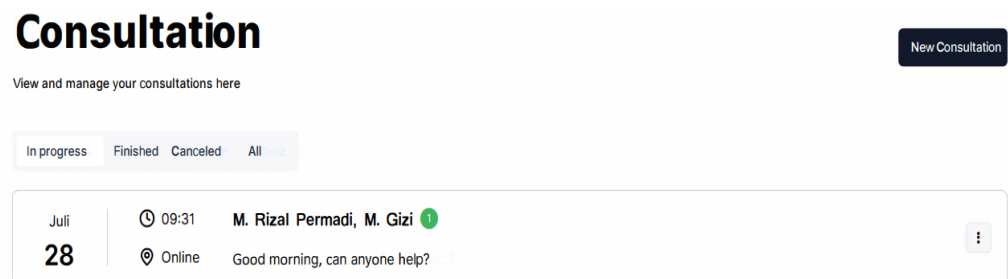 Consultation
New Consultation
View and manage your consultations here
In progress Finished Canceled All
Juli
28
09:31
Online
M. Rizal Permadi, M. Gizi 1
Good morning, can anyone help?